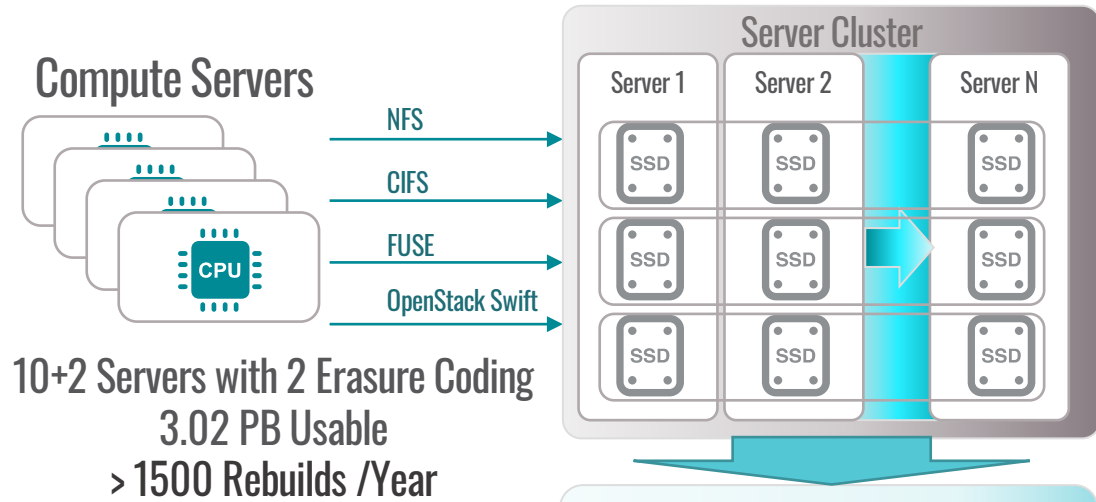 Server Cluster
Compute Servers
Server 1
Server 2
Server N
NFS
CIFS
FUSE
OpenStack Swift
CPU
SSD
SSD
SSD
SSD
SSD
SSD
SSD
SSD
SSD
10+2 Servers with 2 Erasure Coding
3.02 PB Usable
> 1500 Rebuilds /Year